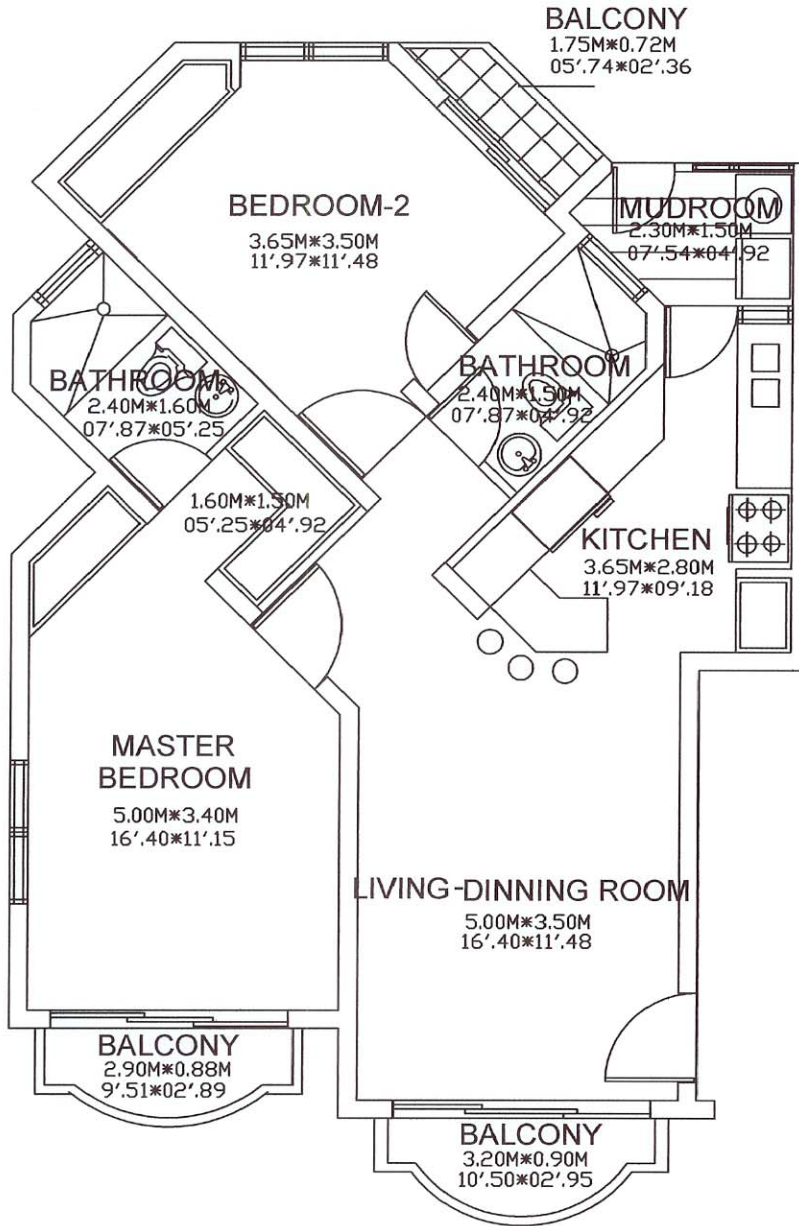 BALCONY
1.75M*0.72M
05'.74*02'.36
BEDROOM-2
3.65M*3.50M
11'.97*11'.48
MUDROOM
2.30M*1.50M
07'.54*04'.92
BATHROOM
2.40M*1.60M
07'.87*05'.25
BATHROOM
2.40M*1.50M
07'.87*04'.92
1.60M*1.50M
05'.25*04'.92
KITCHEN
3.65M*2.80M
11'.97*09'.18
MASTER
BEDROOM
5.00M*3.40M
16'.40*11'.15
LIVING-DINNING ROOM
5.00M*3.50M
16'.40*11'.48
BALCONY
2.90M*0.88M
9'.51*02'.89
BALCONY
3.20M*0.90M
10'.50*02'.95